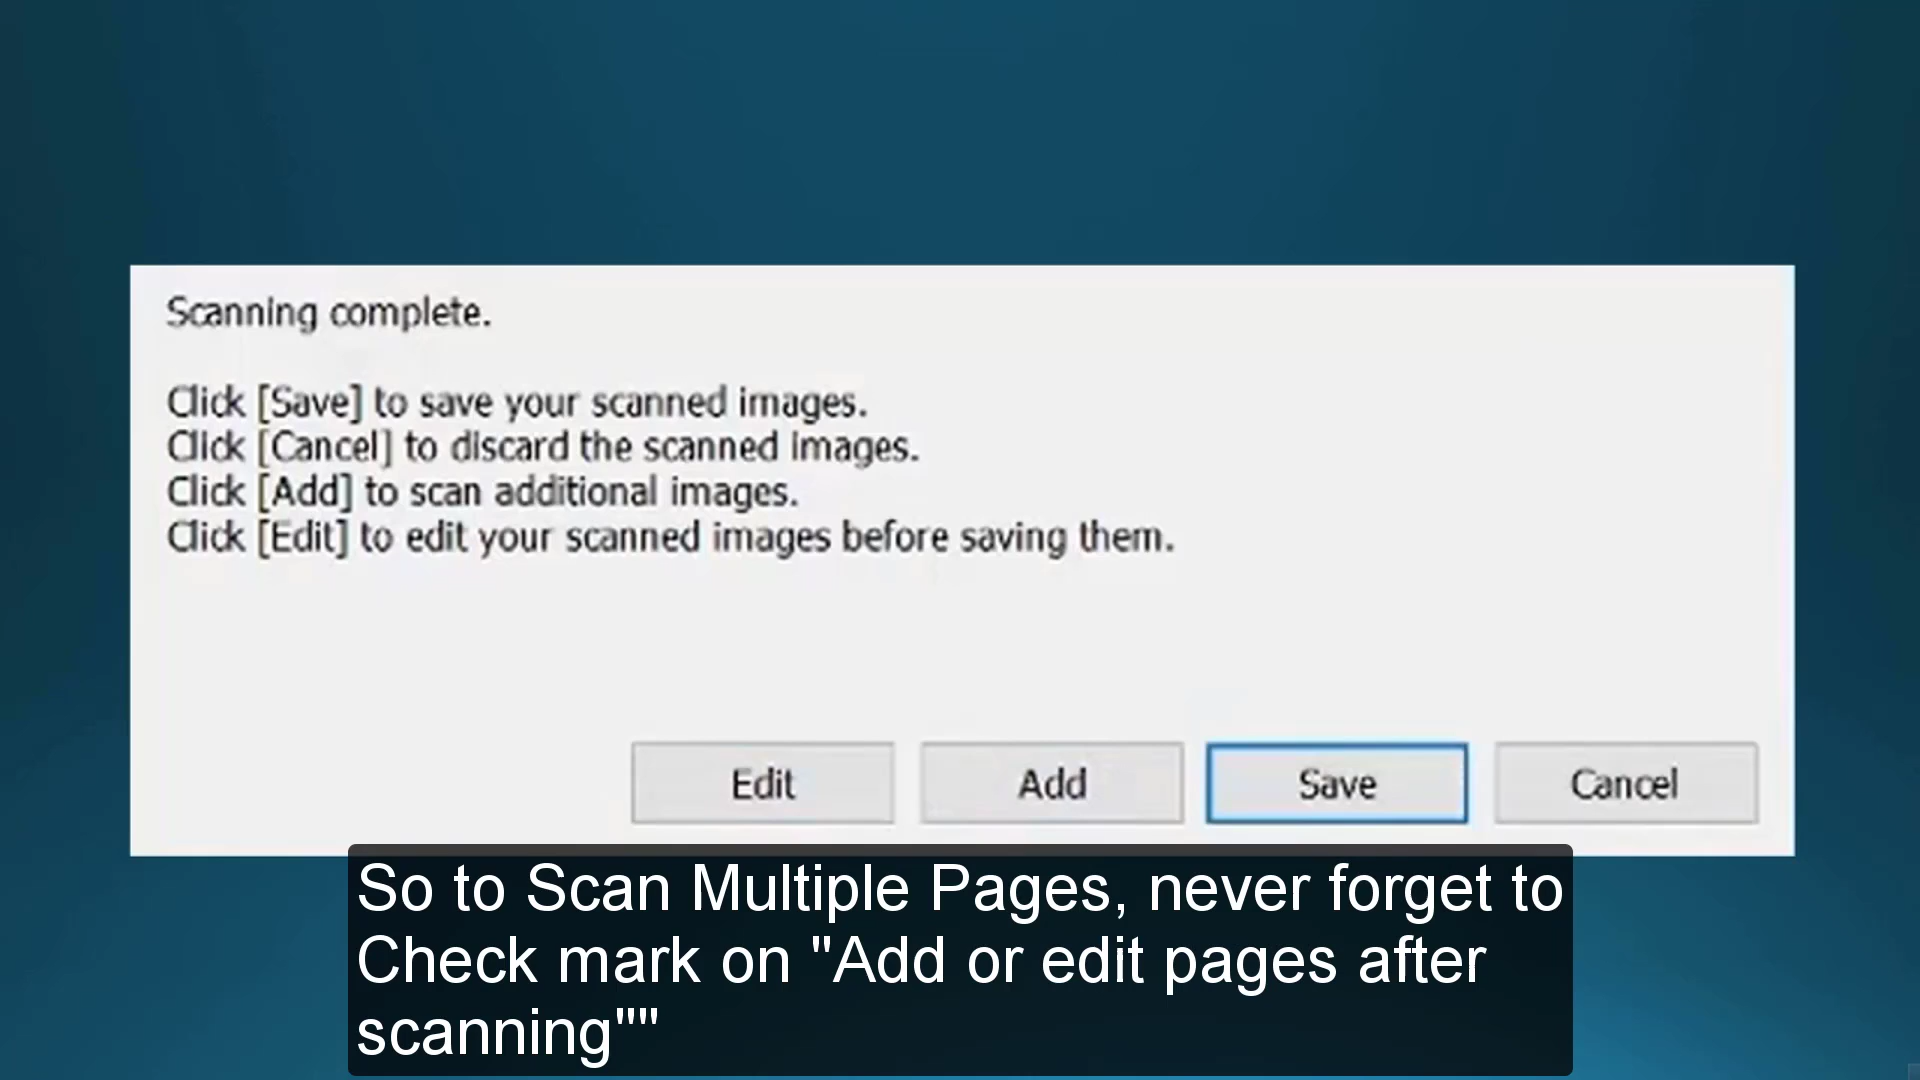 Scanning complete.
Click [Save] to save your scanned images.
Click [Cancel] to discard the scanned images.
Click [Add] to scan additional images.
Click [Edit] to edit your scanned images before saving them.
Edit
Add
Save
Cancel
So to Scan Multiple Pages, never forget to
Check mark on "Add or edit pages after
scanning""